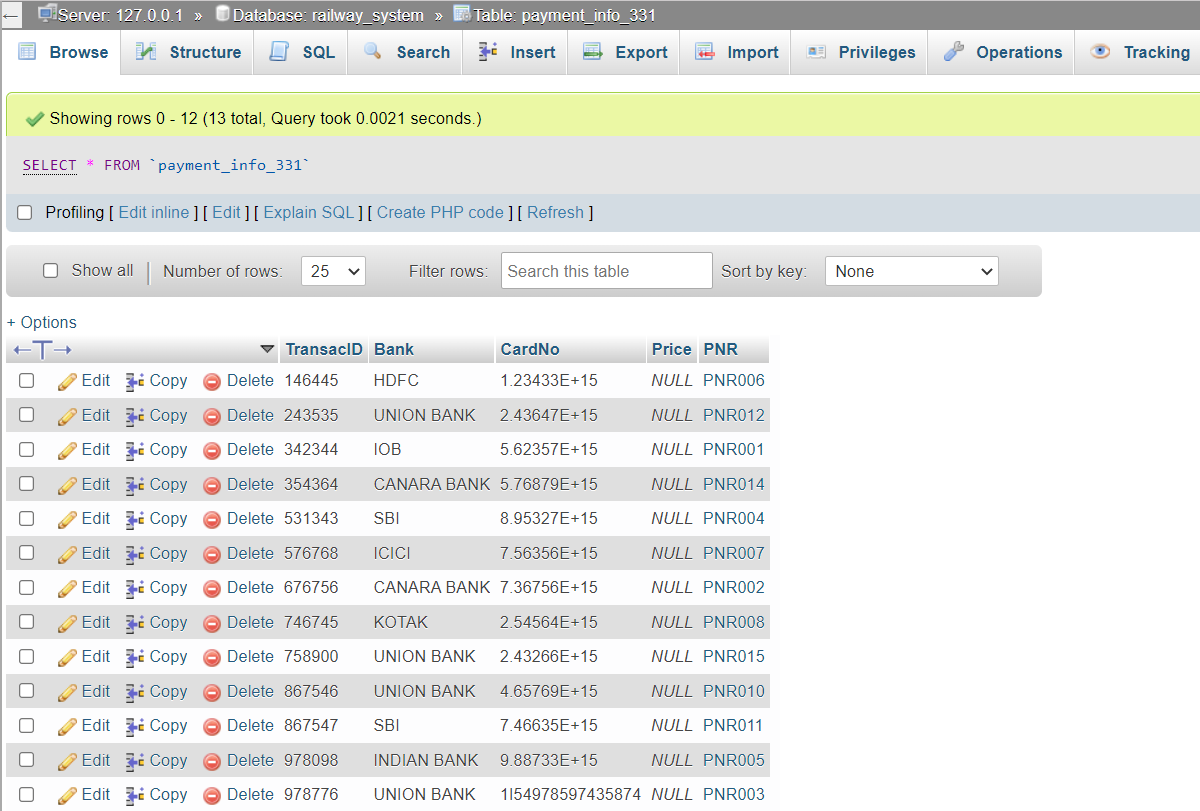 ← Server: 127.0.0.1 » Database: railway_system » Table: payment_info_331
Browse Structure SQL Search Insert Export Import Privileges Operations Tracking
Showing rows 0 - 12 (13 total, Query took 0.0021 seconds.)
SELECT * FROM `payment_info_331`
Profiling [ Edit inline ] [ Edit ] [ Explain SQL ] [ Create PHP code ] [ Refresh ]
Show all | Number of rows: 25 Filter rows: Search this table Sort by key: None
+ Options
←T→ TransacID Bank CardNo Price PNR
Edit Copy Delete 146445 HDFC 1.23433E+15 NULL PNR006
Edit Copy Delete 243535 UNION BANK 2.43647E+15 NULL PNR012
Edit Copy Delete 342344 IOB 5.62357E+15 NULL PNR001
Edit Copy Delete 354364 CANARA BANK 5.76879E+15 NULL PNR014
Edit Copy Delete 531343 SBI 8.95327E+15 NULL PNR004
Edit Copy Delete 576768 ICICI 7.56356E+15 NULL PNR007
Edit Copy Delete 676756 CANARA BANK 7.36756E+15 NULL PNR002
Edit Copy Delete 746745 KOTAK 2.54564E+15 NULL PNR008
Edit Copy Delete 758900 UNION BANK 2.43266E+15 NULL PNR015
Edit Copy Delete 867546 UNION BANK 4.65769E+15 NULL PNR010
Edit Copy Delete 867547 SBI 7.46635E+15 NULL PNR011
Edit Copy Delete 978098 INDIAN BANK 9.88733E+15 NULL PNR005
Edit Copy Delete 978776 UNION BANK 1l54978597435874 NULL PNR003